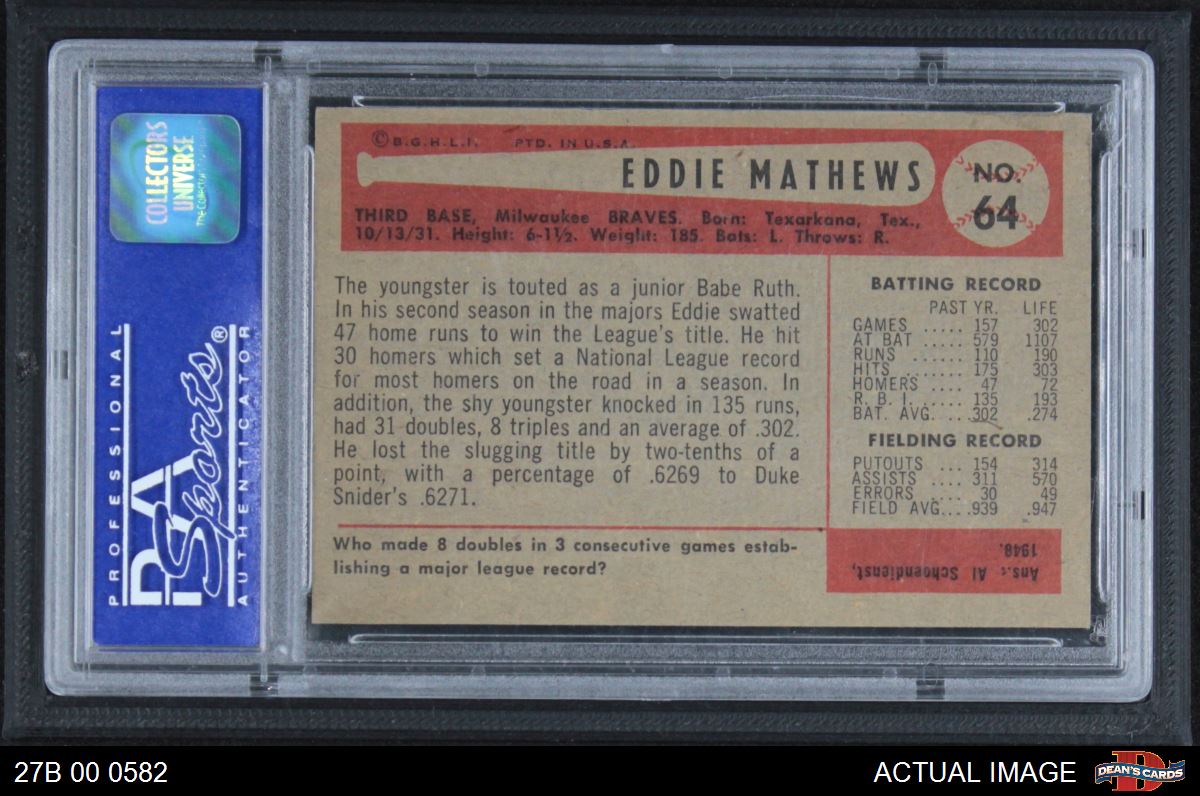 ©B.G.H.L.I. PTD. IN U.S.A.
EDDIE MATHEWS
NO.
64
THIRD BASE, Milwaukee BRAVES. Born: Texarkana, Tex.,
10/13/31. Height: 6-1½. Weight: 185. Bats: L. Throws: R.
The youngster is touted as a junior Babe Ruth.
In his second season in the majors Eddie swatted
47 home runs to win the League's title. He hit
30 homers which set a National League record
for most homers on the road in a season. In
addition, the shy youngster knocked in 135 runs,
had 31 doubles, 8 triples and an average of .302.
He lost the slugging title by two-tenths of a
point, with a percentage of .6269 to Duke
Snider's .6271.
BATTING RECORD
PAST YR. LIFE
GAMES ..... 157 302
AT BAT ..... 579 1107
RUNS ...... 110 190
HITS ...... 175 303
HOMERS .... 47 72
R. B. I. .... 135 193
BAT. AVG. ...302 .274
FIELDING RECORD
PUTOUTS ... 154 314
ASSISTS .... 311 570
ERRORS .... 30 49
FIELD AVG....939 .947
Who made 8 doubles in 3 consecutive games estab-
lishing a major league record?
Ans.: Al Schoendienst,
1948.
COLLECTORS
UNIVERSE
PROFESSIONAL
PSA
Sports®
AUTHENTICATOR
27B 00 0582
ACTUAL IMAGE
DEAN'S CARDS